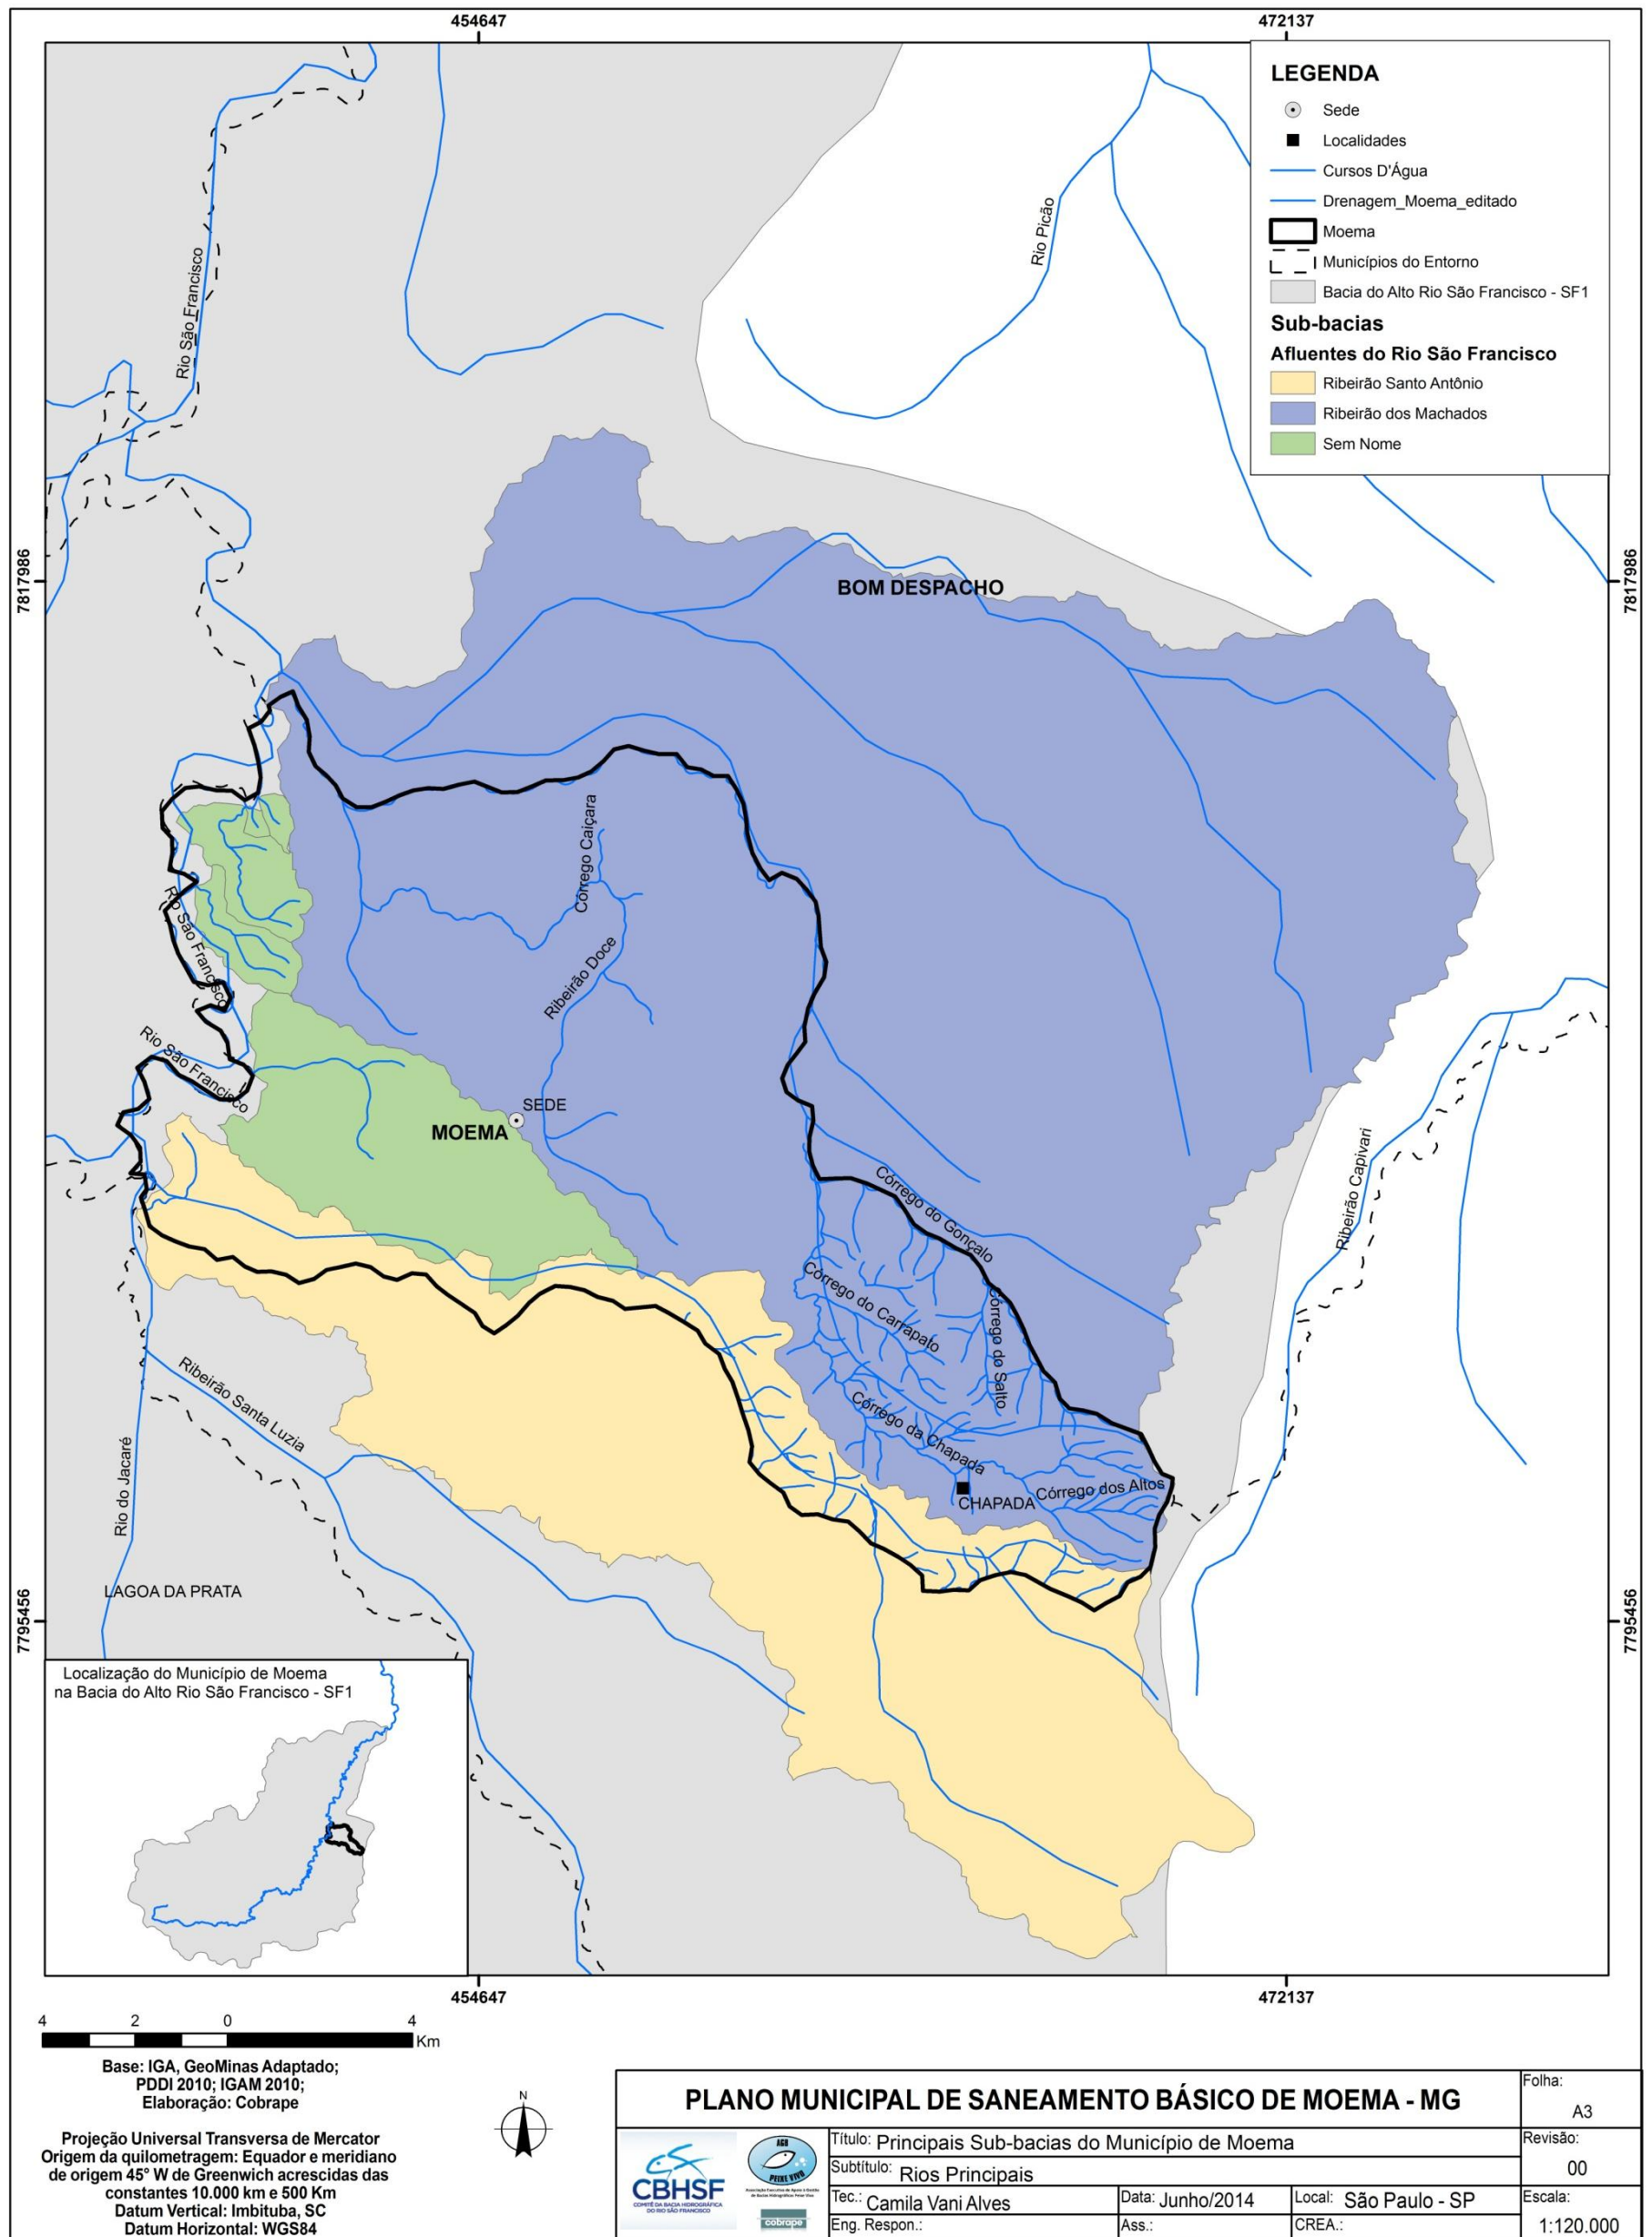 454647
472137
LEGENDA
Sede
Localidades
Cursos D'Água
Drenagem_Moema_editado
Moema
Municípios do Entorno
Bacia do Alto Rio São Francisco - SF1
Sub-bacias
Afluentes do Rio São Francisco
Ribeirão Santo Antônio
Ribeirão dos Machados
Sem Nome
Rio Picão
Rio São Francisco
7817986
7817986
BOM DESPACHO
Córrego Caiçara
Rio São Francisco
Ribeirão Doce
Rio São Francisco
SEDE
MOEMA
Ribeirão Capivari
Córrego do Gonçalo
Córrego do Carrapato
Córrego do Salto
Ribeirão Santa Luzia
Córrego da Chapada
Rio do Jacaré
Córrego dos Altos
CHAPADA
LAGOA DA PRATA
7795456
7795456
Localização do Município de Moema
na Bacia do Alto Rio São Francisco - SF1
454647
472137
4 2 0 4
Km
Base: IGA, GeoMinas Adaptado;
PDDI 2010; IGAM 2010;
Elaboração: Cobrape
Projeção Universal Transversa de Mercator
Origem da quilometragem: Equador e meridiano
de origem 45° W de Greenwich acrescidas das
constantes 10.000 km e 500 Km
Datum Vertical: Imbituba, SC
Datum Horizontal: WGS84
N
PLANO MUNICIPAL DE SANEAMENTO BÁSICO DE MOEMA - MG
Folha:
A3
CBHSF
COMITÊ DA BACIA HIDROGRÁFICA
DO RIO SÃO FRANCISCO
AGB
PEIXE VIVO
cobrape
Título: Principais Sub-bacias do Município de Moema
Revisão:
00
Subtítulo: Rios Principais
Tec.: Camila Vani Alves
Data: Junho/2014
Local: São Paulo - SP
Escala:
1:120.000
Eng. Respon.:
Ass.:
CREA.: